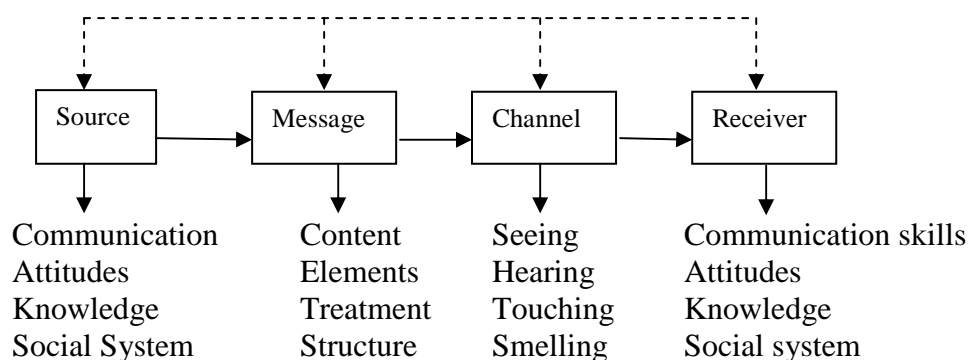 Source Message Channel Receiver
Communication Content Seeing Communication skills
Attitudes Elements Hearing Attitudes
Knowledge Treatment Touching Knowledge
Social System Structure Smelling Social system